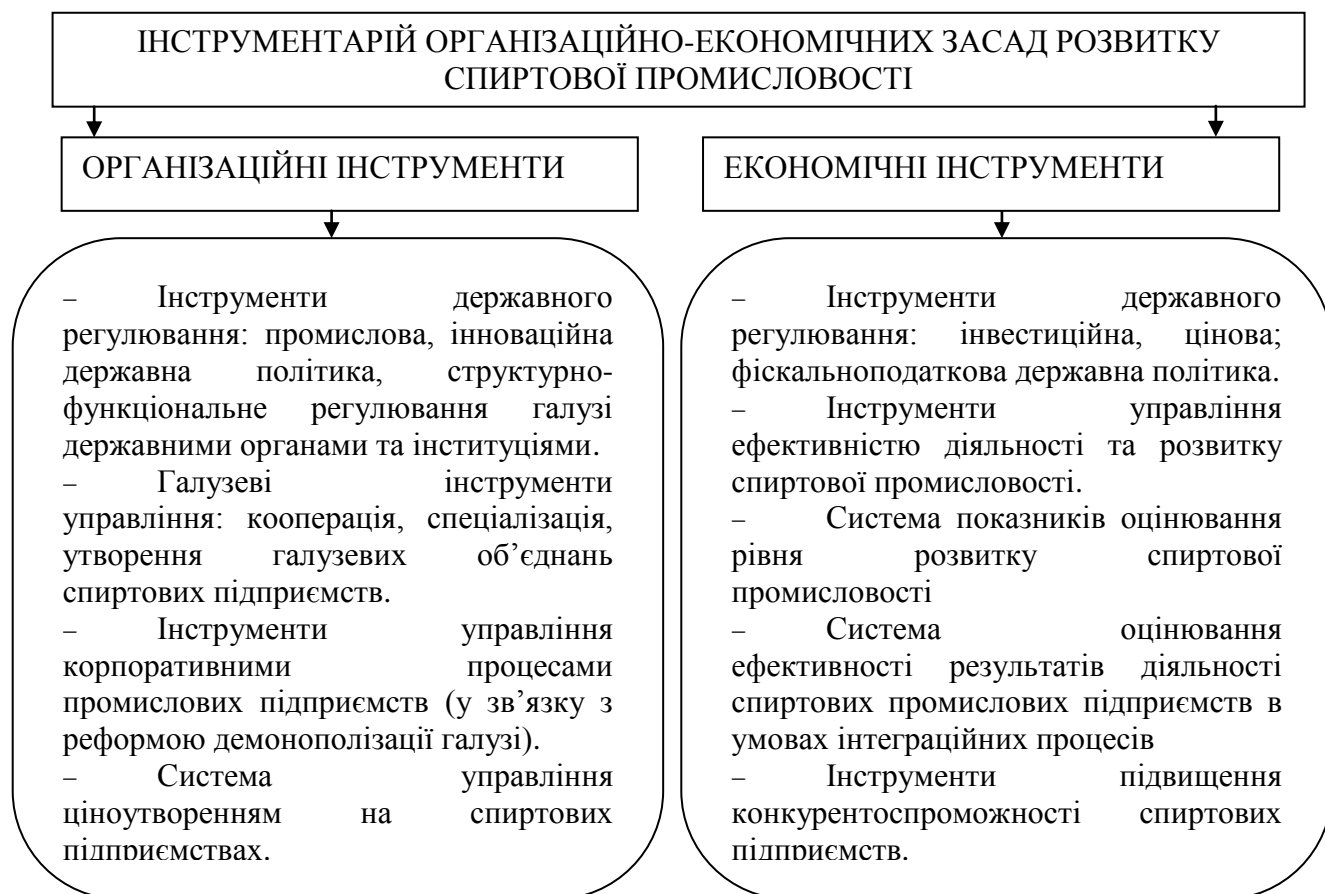 ІНСТРУМЕНТАРІЙ ОРГАНІЗАЦІЙНО-ЕКОНОМІЧНИХ ЗАСАД РОЗВИТКУ
СПИРТОВОЇ ПРОМИСЛОВОСТІ
ОРГАНІЗАЦІЙНІ ІНСТРУМЕНТИ
– Інструменти державного
регулювання: промислова, інноваційна
державна політика, структурно-
функціональне регулювання галузі
державними органами та інституціями.
– Галузеві інструменти
управління: кооперація, спеціалізація,
утворення галузевих об’єднань
спиртових підприємств.
– Інструменти управління
корпоративними процесами
промислових підприємств (у зв’язку з
реформою демонополізації галузі).
– Система управління
ціноутворенням на спиртових
підприємствах.
ЕКОНОМІЧНІ ІНСТРУМЕНТИ
– Інструменти державного
регулювання: інвестиційна, цінова;
фіскальноподаткова державна політика.
– Інструменти управління
ефективністю діяльності та розвитку
спиртової промисловості.
– Система показників оцінювання
рівня розвитку спиртової
промисловості
– Система оцінювання
ефективності результатів діяльності
спиртових промислових підприємств в
умовах інтеграційних процесів
– Інструменти підвищення
конкурентоспроможності спиртових
підприємств.